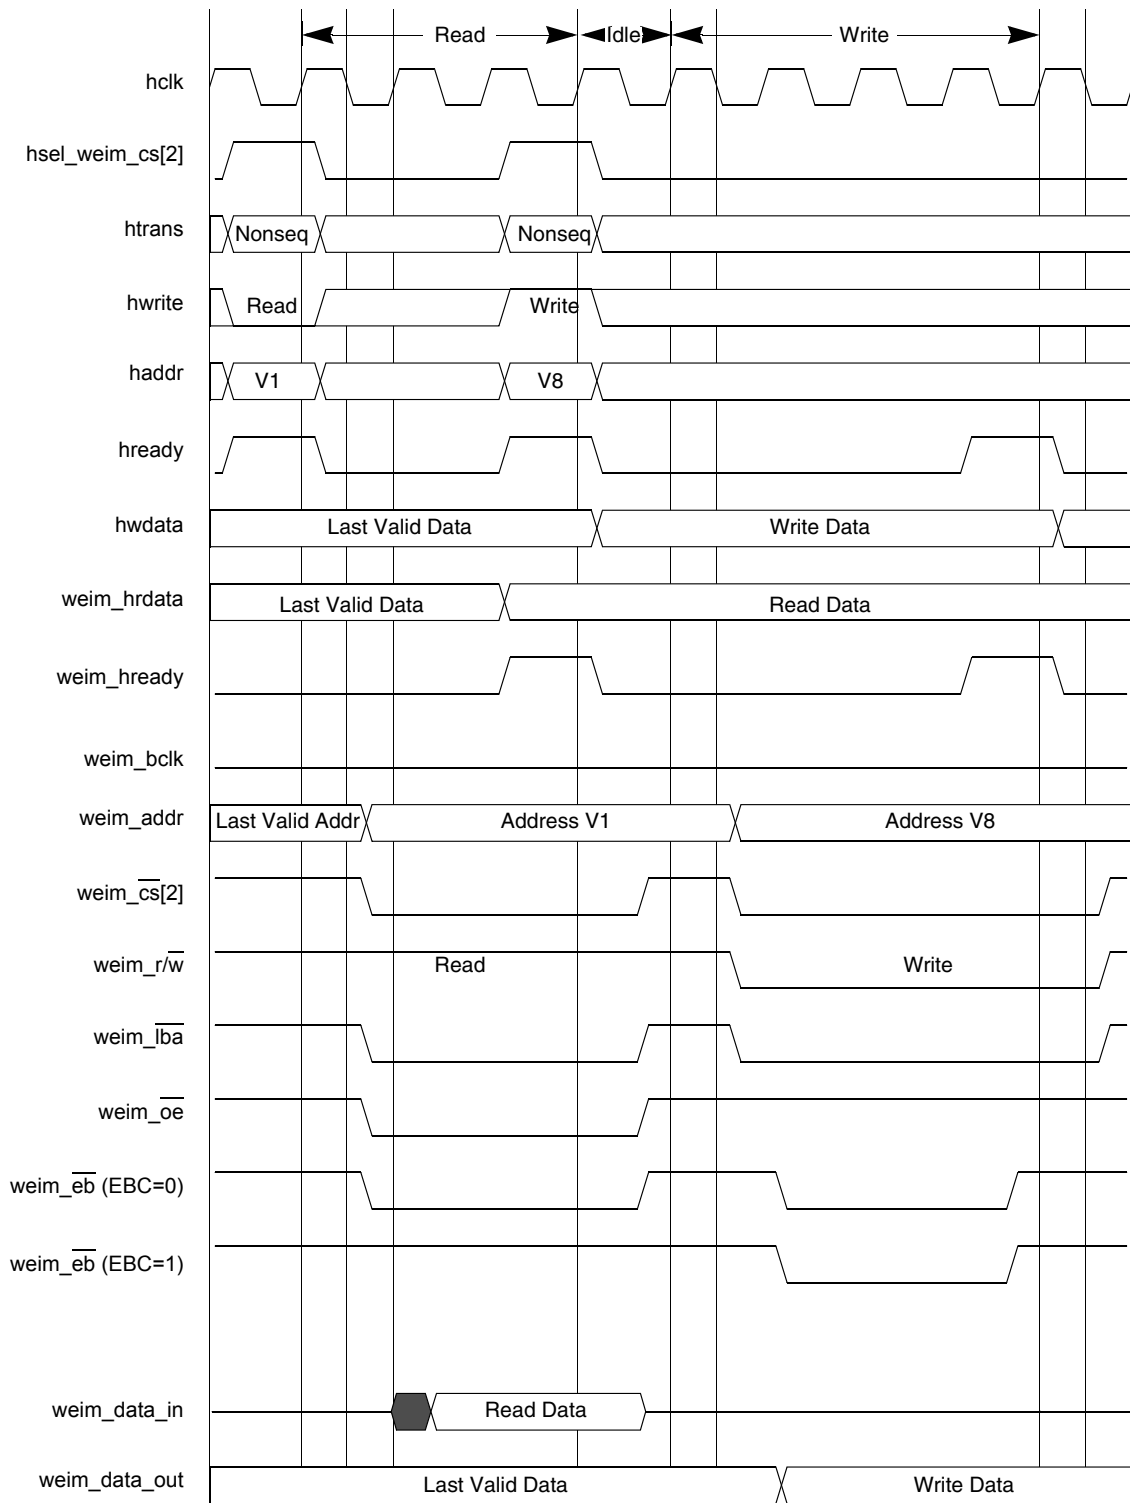 Read Idle Write
hclk
hsel_weim_cs[2]
htrans Nonseq Nonseq
hwrite Read Write
haddr V1 V8
hready
hwdata Last Valid Data Write Data
weim_hrdata Last Valid Data Read Data
weim_hready
weim_bclk
weim_addr Last Valid Addr Address V1 Address V8
weim_cs[2]
weim_r/w Read Write
weim_lba
weim_oe
weim_eb (EBC=0)
weim_eb (EBC=1)
weim_data_in Read Data
weim_data_out Last Valid Data Write Data